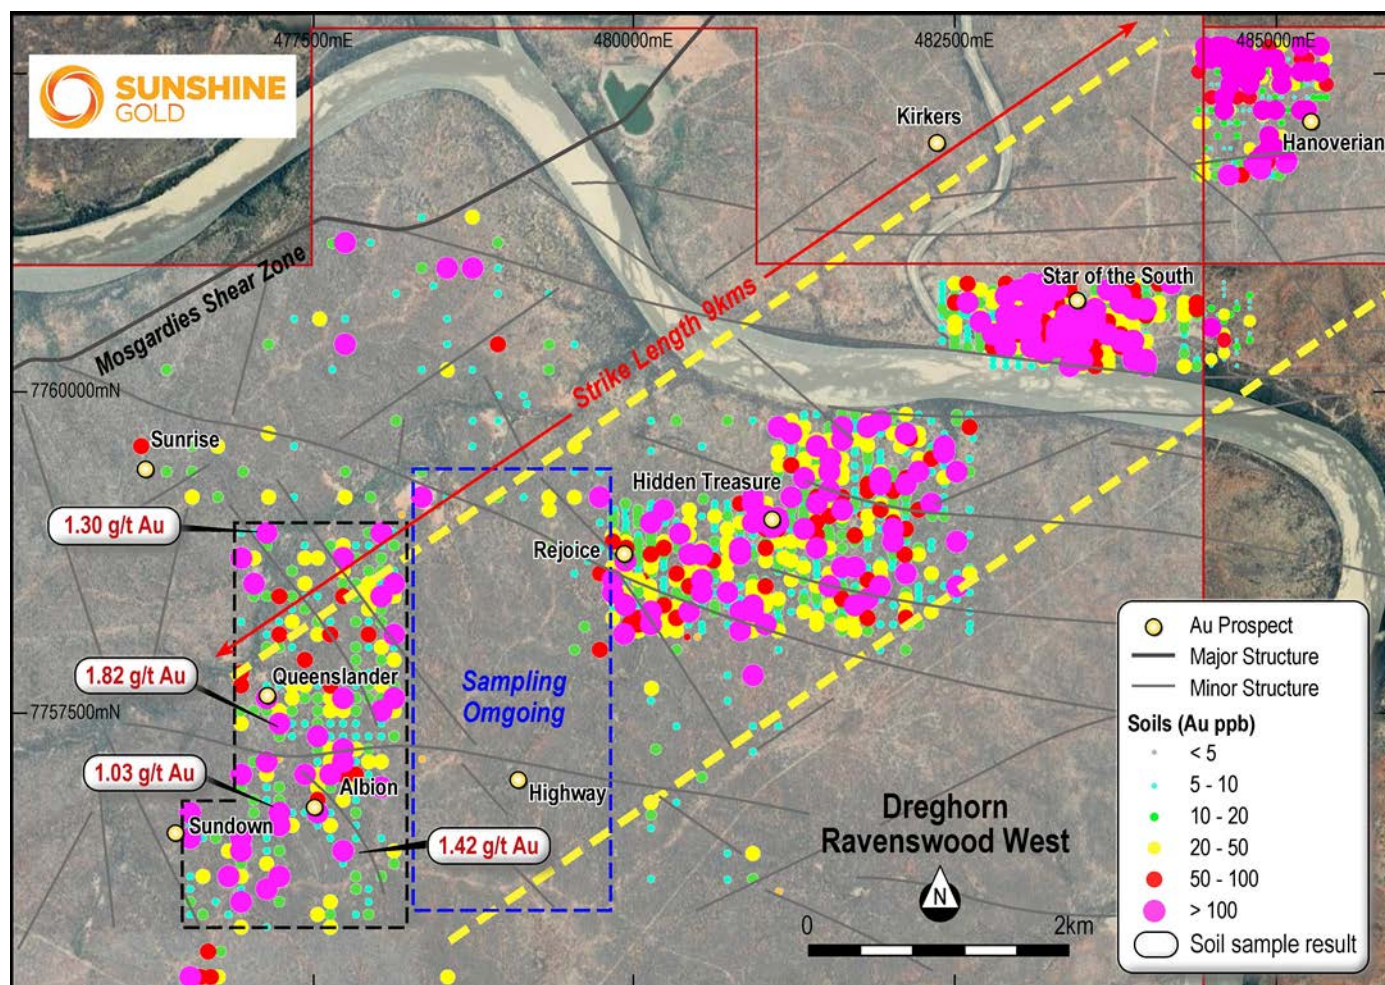 477500mE
480000mE
482500mE
485000mE
SUNSHINE
GOLD
Kirkers
Hanoverian
Mosgardies Shear Zone
Star of the South
Strike Length 9kms
7760000mN
Sunrise
Hidden Treasure
1.30 g/t Au
Rejoice
Au Prospect
Major Structure
Minor Structure
Soils (Au ppb)
< 5
5 - 10
10 - 20
20 - 50
50 - 100
> 100
Soil sample result
1.82 g/t Au
Queenslander
Sampling
Omgoing
7757500mN
1.03 g/t Au
Albion
Highway
Sundown
1.42 g/t Au
Dreghorn
Ravenswood West
N
0
2km